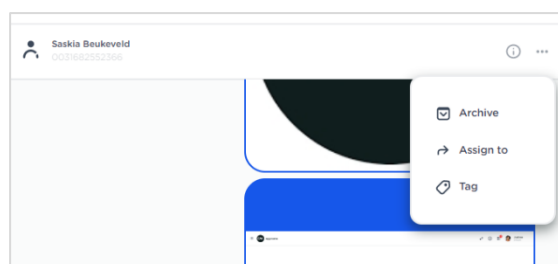 Saskia Beukeveld
0031682552366
Archive
Assign to
Tag